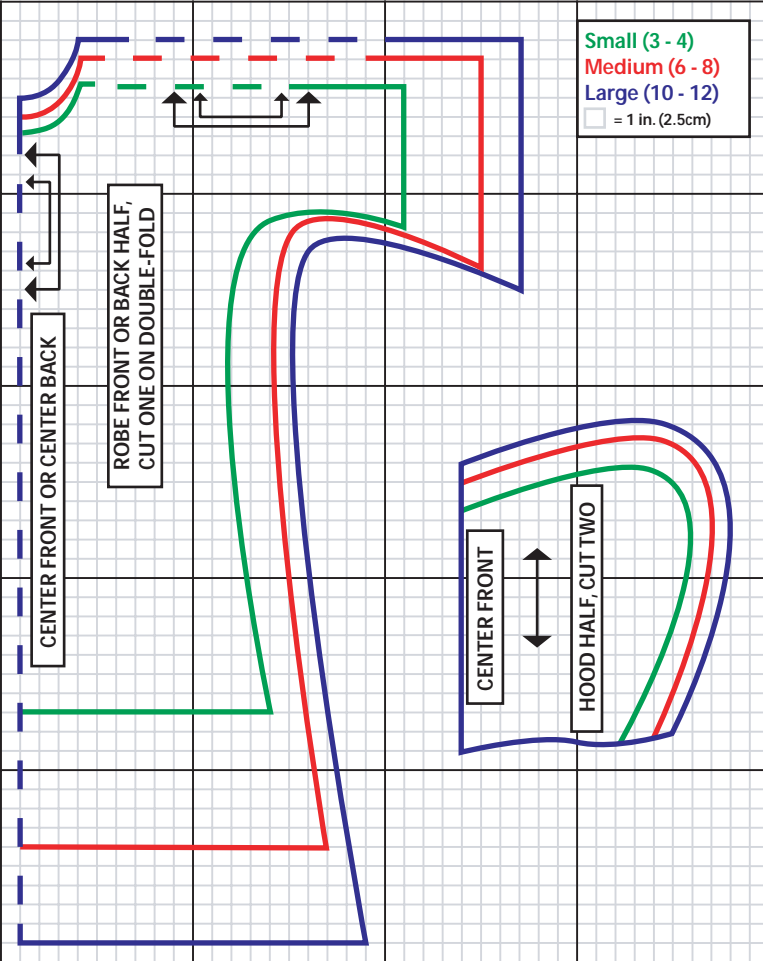 Small (3 - 4)
Medium (6 - 8)
Large (10 - 12)
= 1 in. (2.5cm)
ROBE FRONT OR BACK HALF,
CUT ONE ON DOUBLE-FOLD
CENTER FRONT OR CENTER BACK
CENTER FRONT
HOOD HALF, CUT TWO